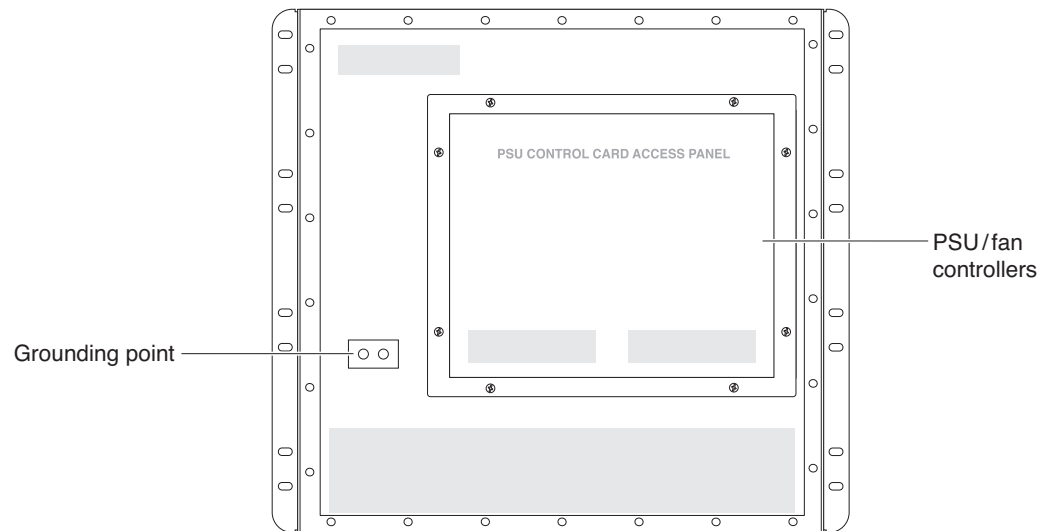 PSU CONTROL CARD ACCESS PANEL
PSU/fan
controllers
Grounding point